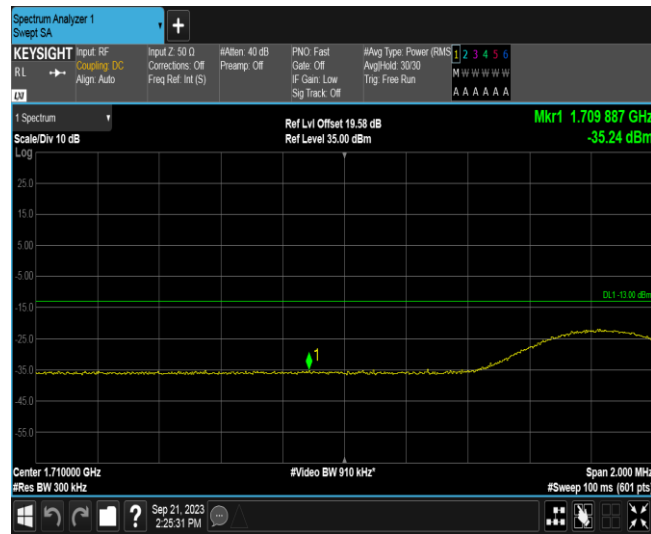 Spectrum Analyzer 1
Swept SA
+
KEYSIGHT
RL
LXI
Input: RF
Coupling: DC
Align: Auto
Input Z: 50 Ω
Corrections: Off
Freq Ref: Int (S)
#Atten: 40 dB
Preamp: Off
PNO: Fast
Gate: Off
IF Gain: Low
Sig Track: Off
#Avg Type: Power (RMS
Avg|Hold: 30/30
Trig: Free Run
1 2 3 4 5 6
M W W W W W
A A A A A A
1 Spectrum
Scale/Div 10 dB
Log
Ref Lvl Offset 19.58 dB
Ref Level 35.00 dBm
Mkr1 1.709 887 GHz
-35.24 dBm
25.0
15.0
5.00
-5.00
DL1 -13.00 dBm
-15.0
-25.0
1
-35.0
-45.0
-55.0
Center 1.710000 GHz
#Video BW 910 kHz*
Span 2.000 MHz
#Res BW 300 kHz
#Sweep 100 ms (601 pts)
?
Sep 21, 2023
2:25:31 PM